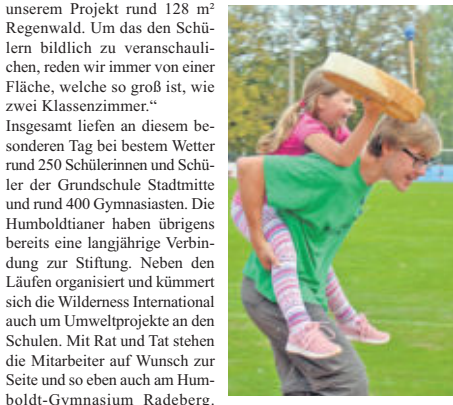 unserem Projekt rund 128 m²
Regenwald. Um das den Schü-
lern bildlich zu veranschauli-
chen, reden wir immer von einer
Fläche, welche so groß ist, wie
zwei Klassenzimmer.“
Insgesamt liefen an diesem be-
sonderen Tag bei bestem Wetter
rund 250 Schülerinnen und Schü-
ler der Grundschule Stadtmitte
und rund 400 Gymnasiasten. Die
Humboldtianer haben übrigens
bereits eine langjährige Verbin-
dung zur Stiftung. Neben den
Läufen organisiert und kümmert
sich die Wilderness International
auch um Umweltprojekte an den
Schulen. Mit Rat und Tat stehen
die Mitarbeiter auf Wunsch zur
Seite und so eben auch am Hum-
boldt-Gymnasium Radeberg.